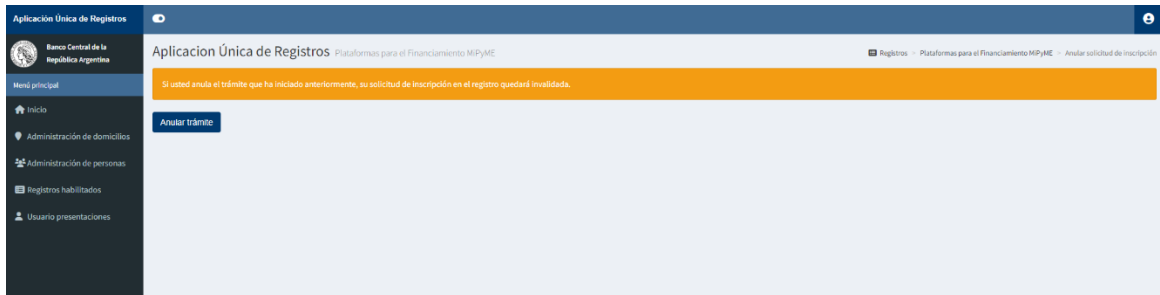 Aplicación Única de Registros
Banco Central de la
República Argentina
Menú principal
Inicio
Administración de domicilios
Administración de personas
Registros habilitados
Usuario presentaciones
Aplicacion Única de Registros Plataformas para el Financiamiento MiPyME
Registros > Plataformas para el Financiamiento MiPyME > Anular solicitud de inscripción
Si usted anula el trámite que ha iniciado anteriormente, su solicitud de inscripción en el registro quedará invalidada.
Anular trámite